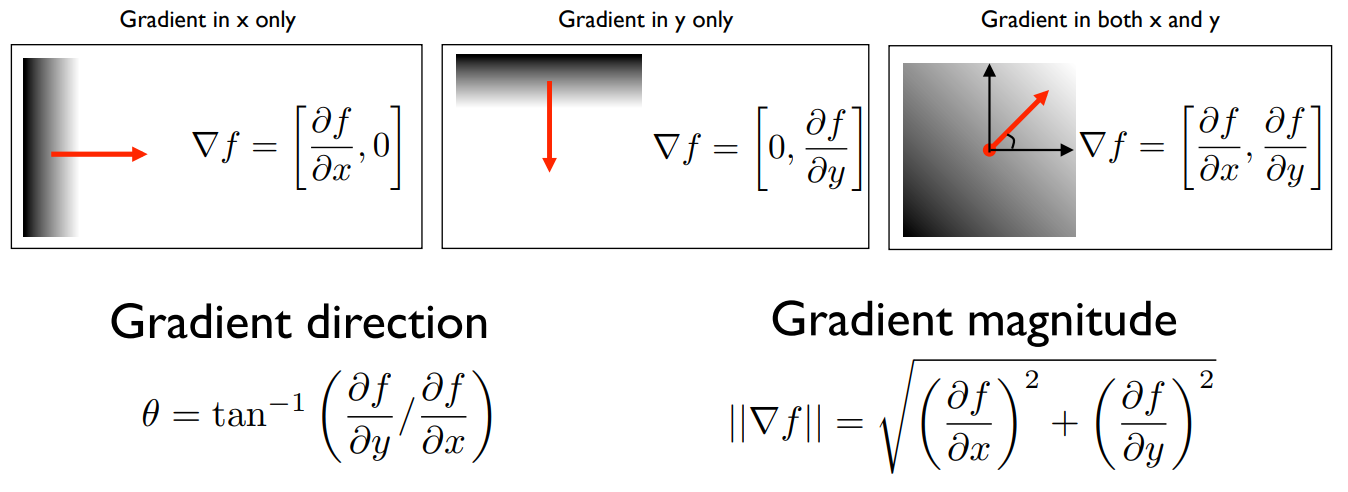 Gradient in x only
Gradient in y only
Gradient in both x and y
∇f = [∂f/∂x, 0]
∇f = [0, ∂f/∂y]
∇f = [∂f/∂x, ∂f/∂y]
Gradient direction
Gradient magnitude
θ = tan⁻¹ (∂f/∂y / ∂f/∂x)
||∇f|| = √((∂f/∂x)² + (∂f/∂y)²)